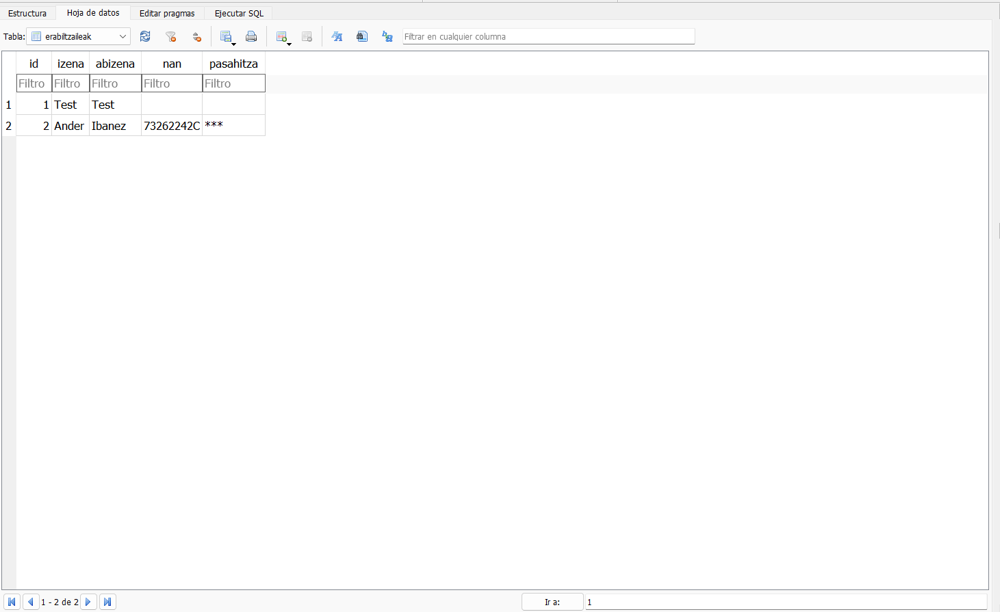 Estructura Hoja de datos Editar pragmas Ejecutar SQL
Tabla: erabiltzaileak Filtrar en cualquier columna
id izena abizena nan pasahitza
Filtro Filtro Filtro Filtro Filtro
1 1 Test Test
2 2 Ander Ibanez 73262242C ***
1 - 2 de 2 Ir a: 1